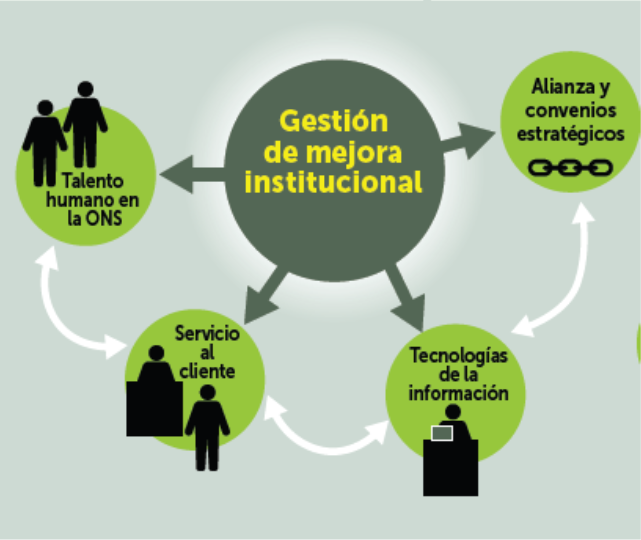 Gestión
de mejora
institucional
Alianza y
convenios
estratégicos
Talento
humano en
la ONS
Servicio
al
cliente
Tecnologías
de la
información